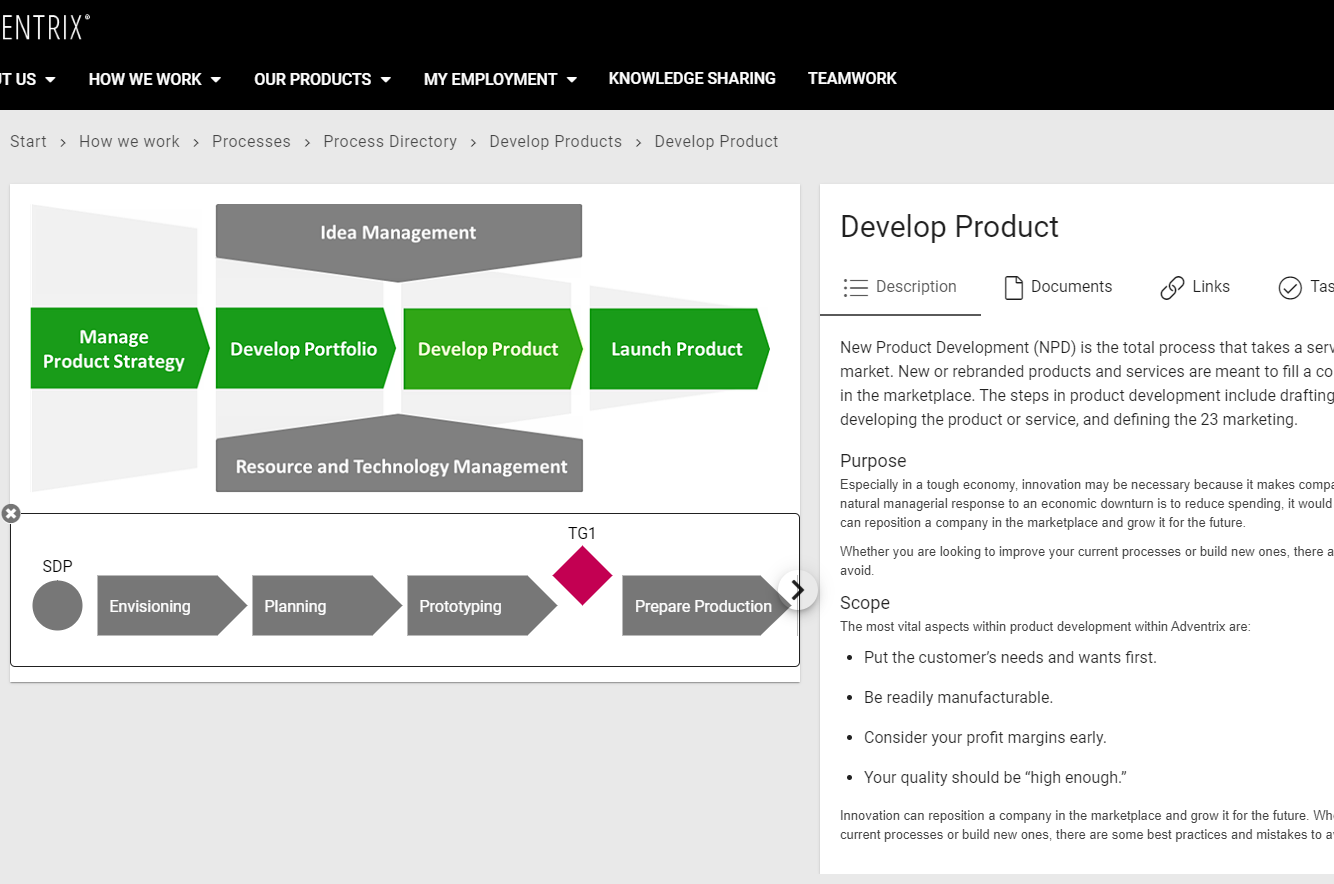 ENTRIX®
T US
HOW WE WORK
OUR PRODUCTS
MY EMPLOYMENT
KNOWLEDGE SHARING
TEAMWORK
Start > How we work > Processes > Process Directory > Develop Products > Develop Product
Idea Management
Manage
Product Strategy
Develop Portfolio
Develop Product
Launch Product
Resource and Technology Management
SDP
Envisioning
Planning
Prototyping
TG1
Prepare Production
Develop Product
Description
Documents
Links
Tas
New Product Development (NPD) is the total process that takes a serv
market. New or rebranded products and services are meant to fill a co
in the marketplace. The steps in product development include drafting
developing the product or service, and defining the 23 marketing.
Purpose
Especially in a tough economy, innovation may be necessary because it makes compa
natural managerial response to an economic downturn is to reduce spending, it would
can reposition a company in the marketplace and grow it for the future.
Whether you are looking to improve your current processes or build new ones, there a
avoid.
Scope
The most vital aspects within product development within Adventrix are:
• Put the customer’s needs and wants first.
• Be readily manufacturable.
• Consider your profit margins early.
• Your quality should be “high enough.”
Innovation can reposition a company in the marketplace and grow it for the future. Wh
current processes or build new ones, there are some best practices and mistakes to a